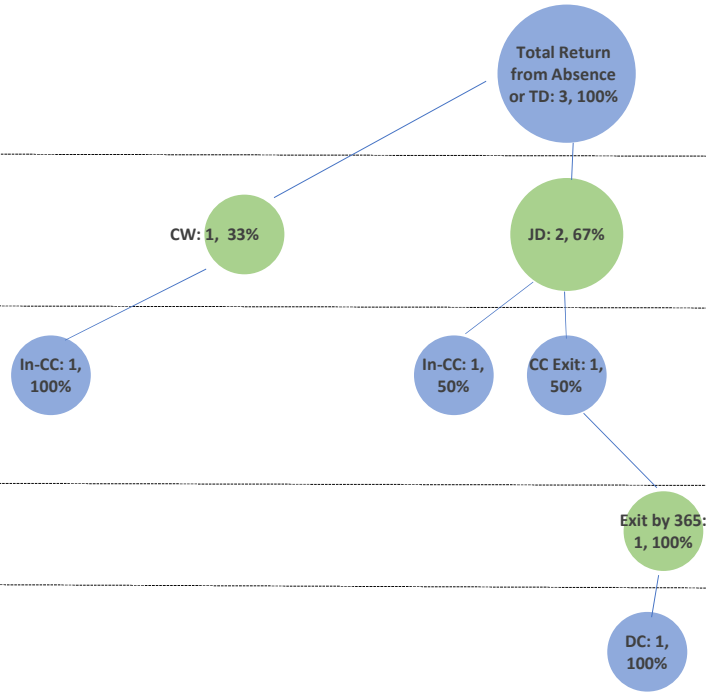 Total Return
from Absence
or TD: 3, 100%
CW: 1,  33%
JD: 2, 67%
In-CC: 1,
100%
In-CC: 1,
50%
CC Exit: 1,
50%
Exit by 365:
1, 100%
DC: 1,
100%